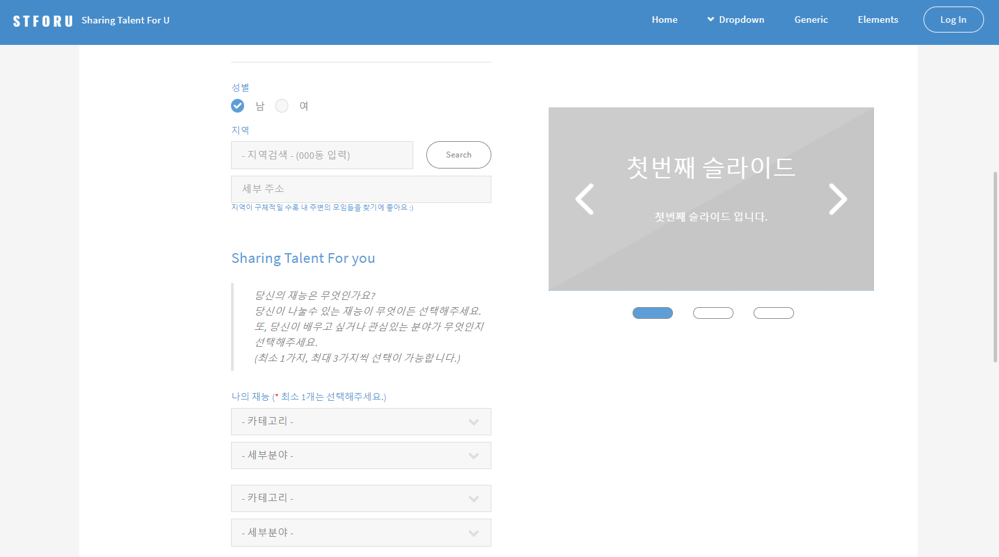 STFORU Sharing Talent For U
Home Dropdown Generic Elements Log In
성별
남 여
지역
- 지역검색 - (000동 입력) Search
세부 주소
지역이 구체적일 수록 내 주변의 모임들을 찾기에 좋아요 :)
Sharing Talent For you
당신의 재능은 무엇인가요?
당신이 나눌수 있는 재능이 무엇이든 선택해주세요.
또, 당신이 배우고 싶거나 관심있는 분야가 무엇인지
선택해주세요.
(최소 1가지, 최대 3가지씩 선택이 가능합니다.)
나의 재능 (* 최소 1개는 선택해주세요.)
- 카테고리 -
- 세부분야 -
- 카테고리 -
- 세부분야 -
첫번째 슬라이드
첫번째 슬라이드 입니다.